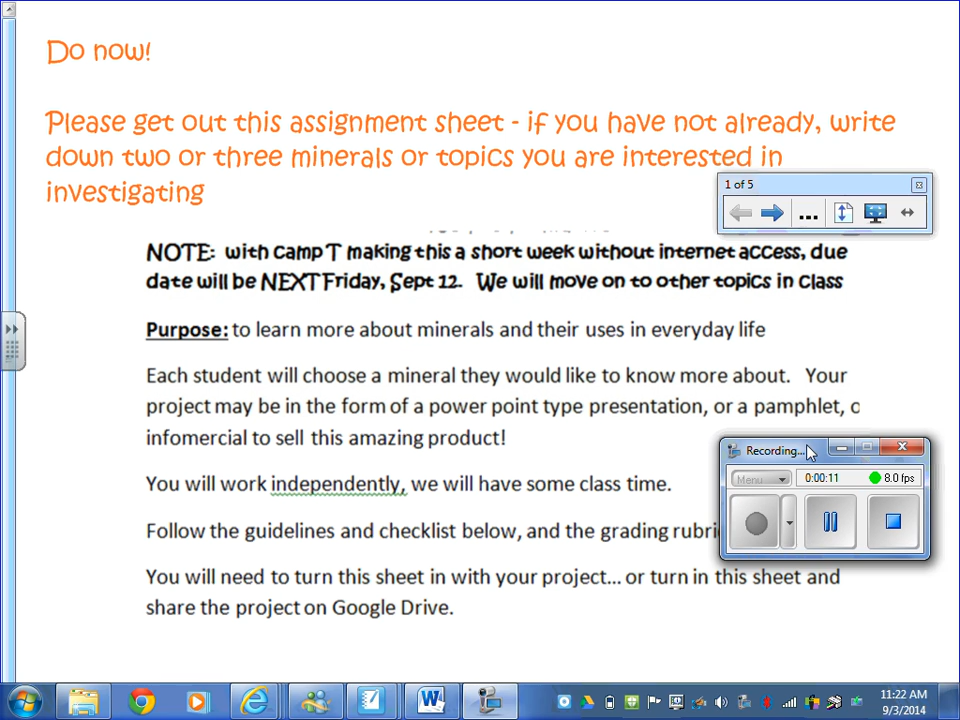 Do now!
Please get out this assignment sheet - if you have not already, write
down two or three minerals or topics you are interested in
investigating
1 of 5
NOTE: with Camp T making this a short week without internet access, due
date will be NEXT Friday, Sept 12. We will move on to other topics in class
Purpose: to learn more about minerals and their uses in everyday life
Each student will choose a mineral they would like to know more about. Your
project may be in the form of a power point type presentation, or a pamphlet, o
infomercial to sell this amazing product!
Recording...
Menu
0:00:11
8.0 fps
You will work independently, we will have some class time.
Follow the guidelines and checklist below, and the grading rubri
You will need to turn this sheet in with your project... or turn in this sheet and
share the project on Google Drive.
11:22 AM
9/3/2014